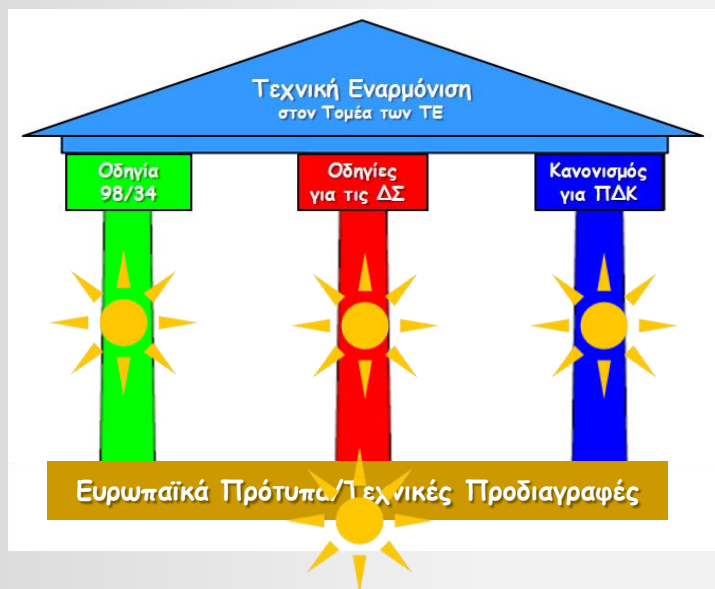 Τεχνική Εναρμόνιση
στον Τομέα των ΤΕ
Οδηγία
98/34
Οδηγίες
για τις ΔΣ
Κανονισμός
για ΠΔΚ
Ευρωπαϊκά Πρότυπα/Τεχνικές Προδιαγραφές